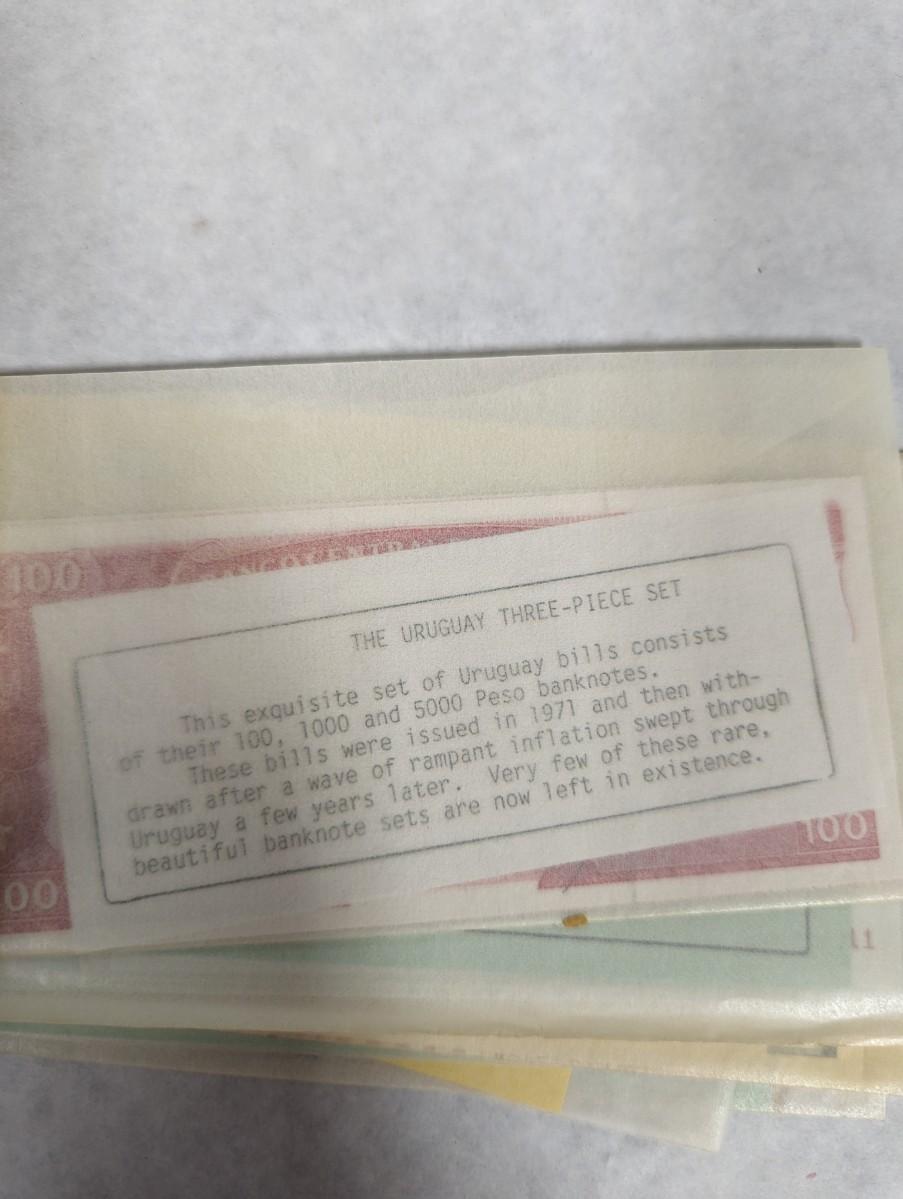 100
BANCO CENTRA
THE URUGUAY THREE-PIECE SET
This exquisite set of Uruguay bills consists
of their 100, 1000 and 5000 Peso banknotes.
These bills were issued in 1971 and then with-
drawn after a wave of rampant inflation swept through
Uruguay a few years later. Very few of these rare,
beautiful banknote sets are now left in existence.
100
00
11